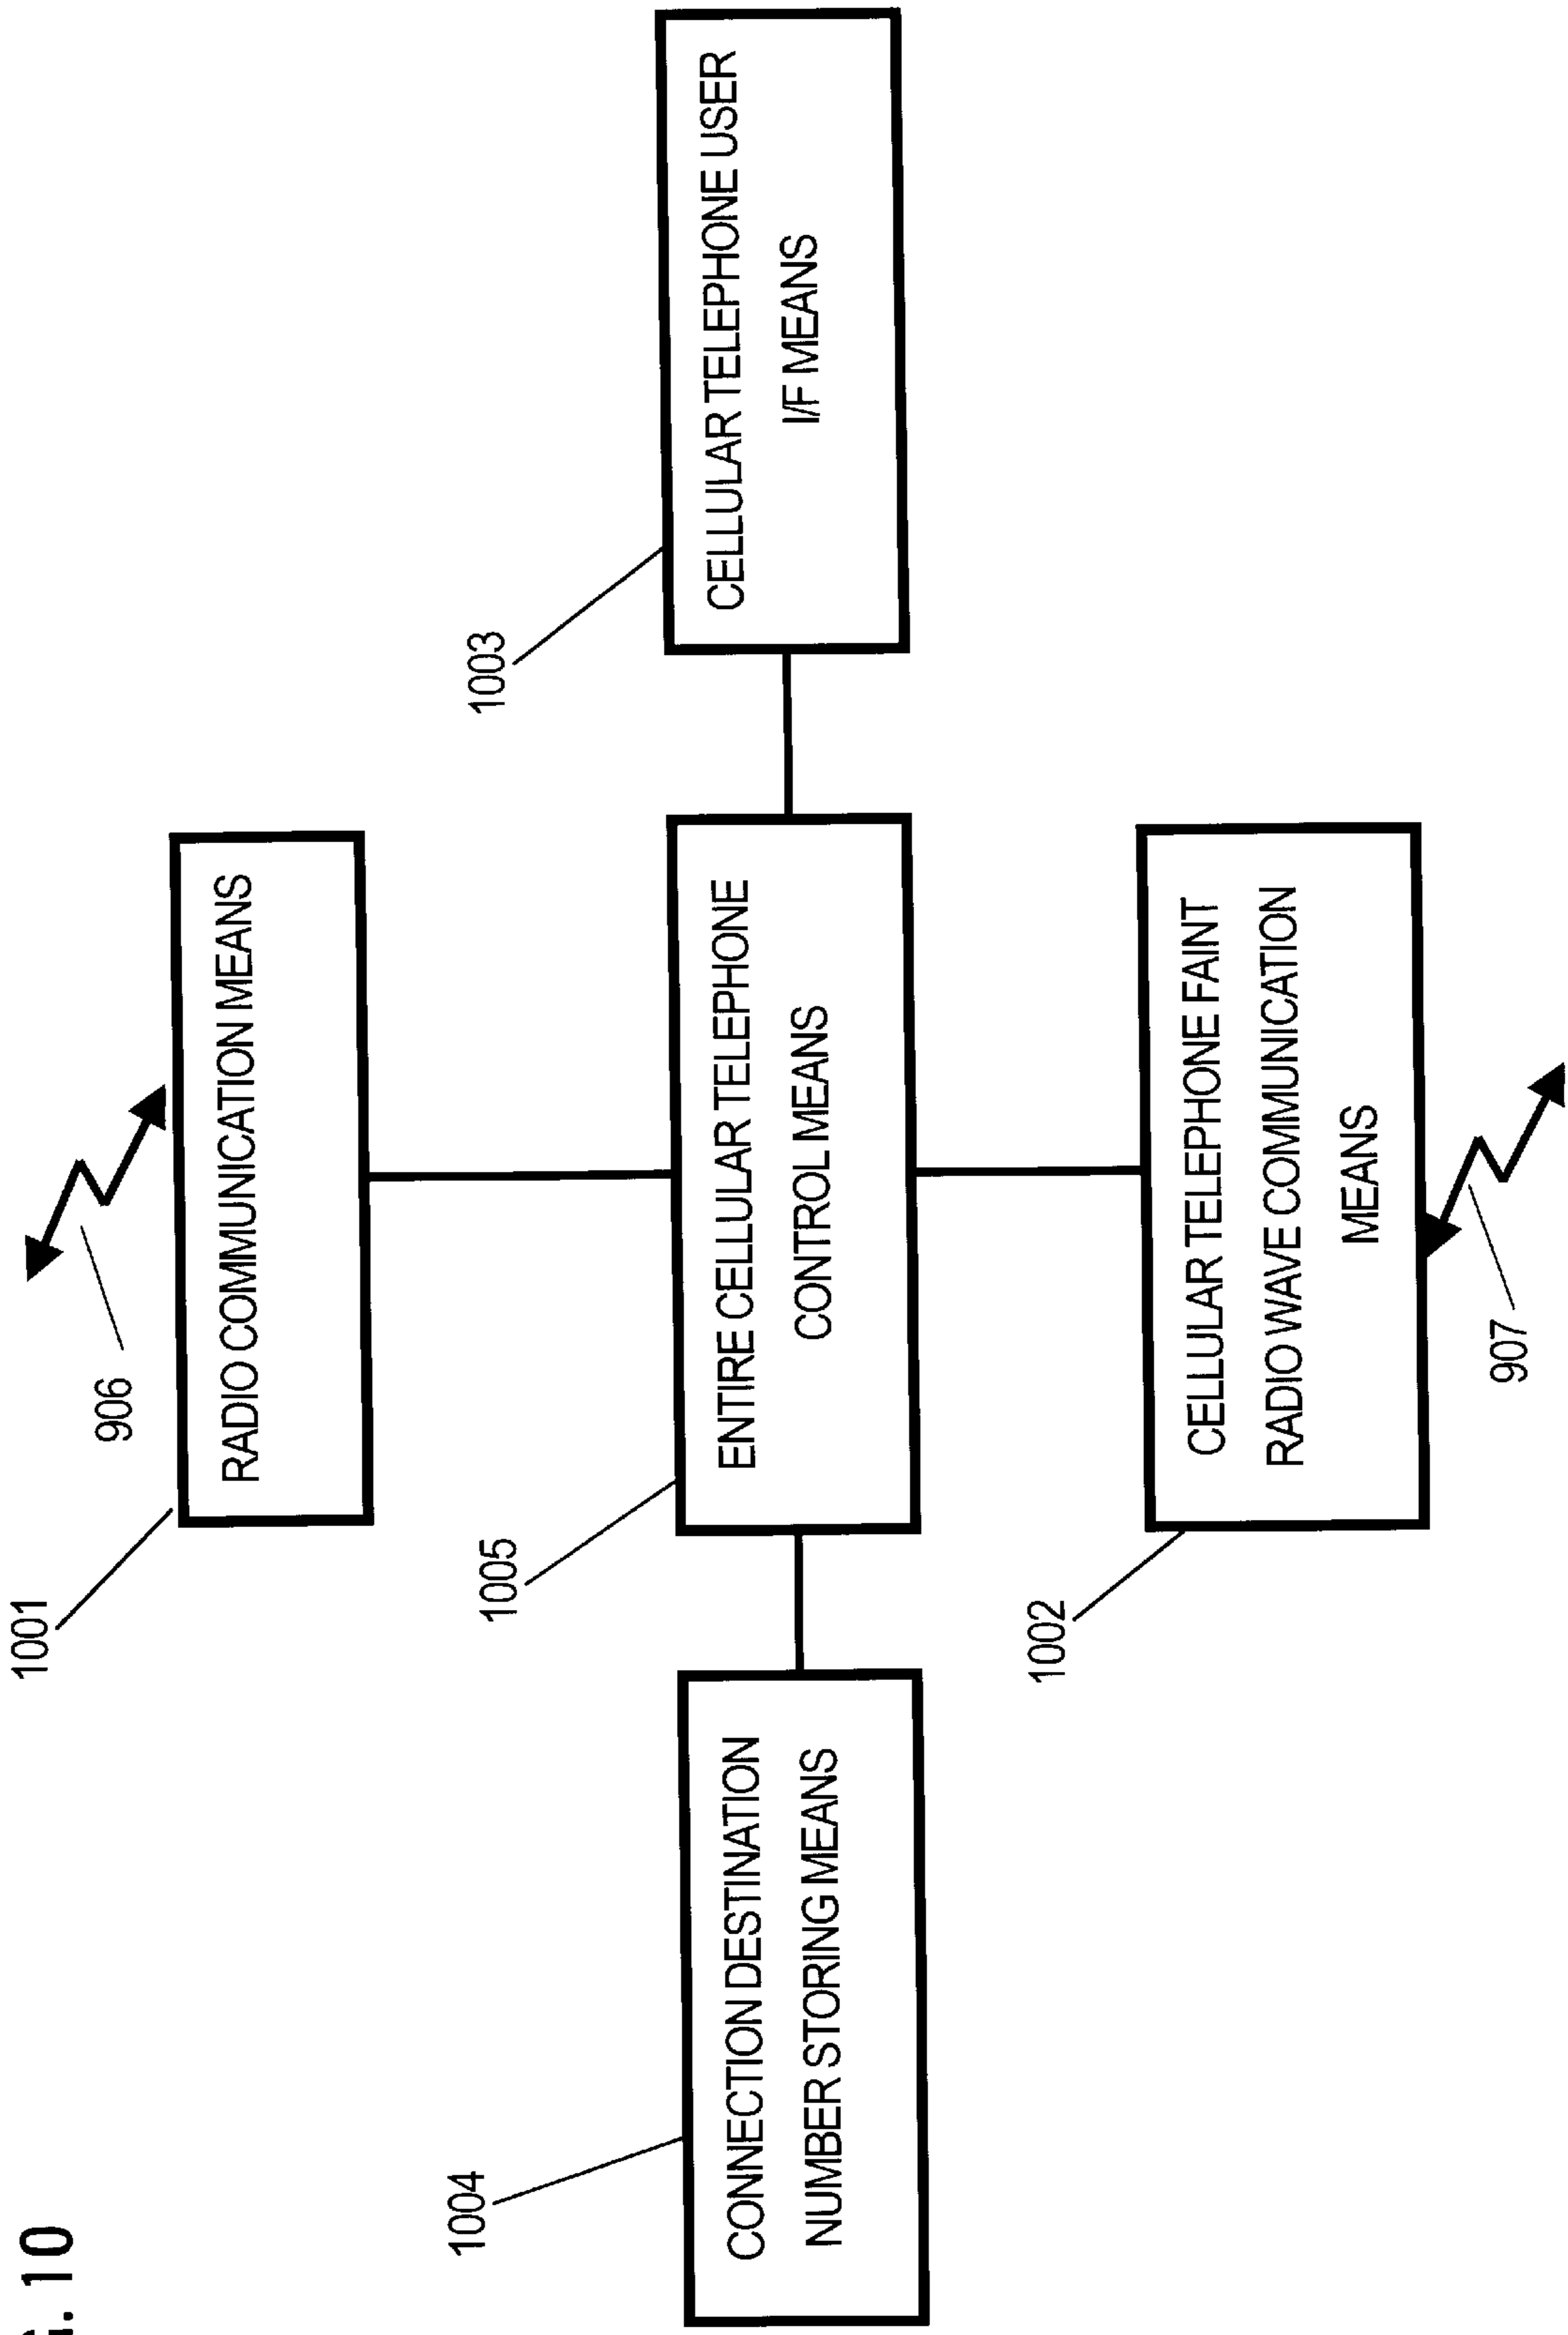 . 10
1001
906
RADIO COMMUNICATION MEANS
1004
1005
1003
CONNECTION DESTINATION
NUMBER STORING MEANS
ENTIRE CELLULAR TELEPHONE
CONTROL MEANS
CELLULAR TELEPHONE USER
I/F MEANS
1002
CELLULAR TELEPHONE FAINT
RADIO WAVE COMMUNICATION
MEANS
907